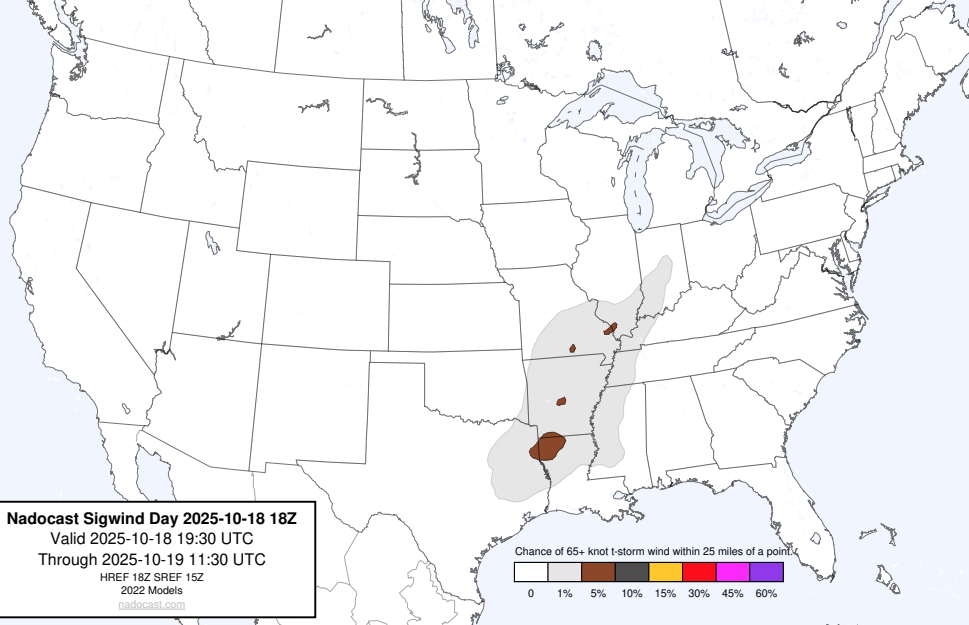 Nadocast Sigwind Day 2025-10-18 18Z
Valid 2025-10-18 19:30 UTC
Through 2025-10-19 11:30 UTC
HREF 18Z SREF 15Z
2022 Models
nadocast.com
Chance of 65+ knot t-storm wind within 25 miles of a point.
0 1% 5% 10% 15% 30% 45% 60%